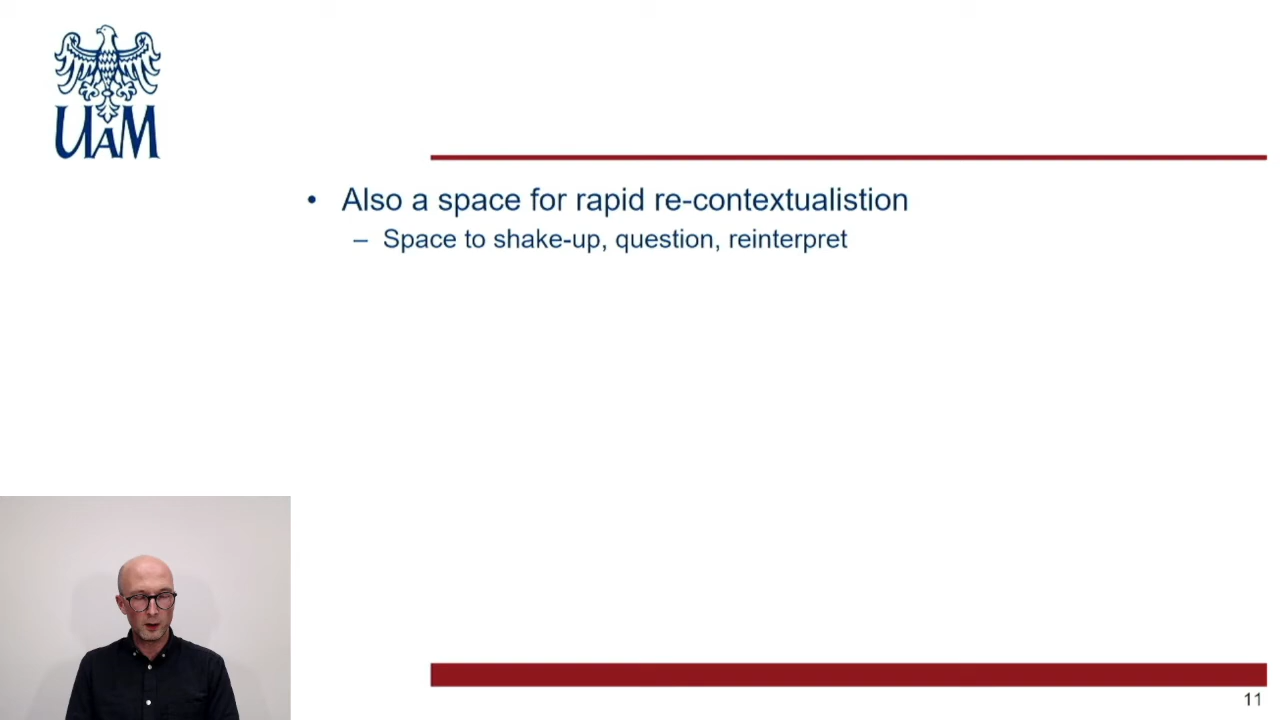 UAM
• Also a space for rapid re-contextualistion
– Space to shake-up, question, reinterpret
11